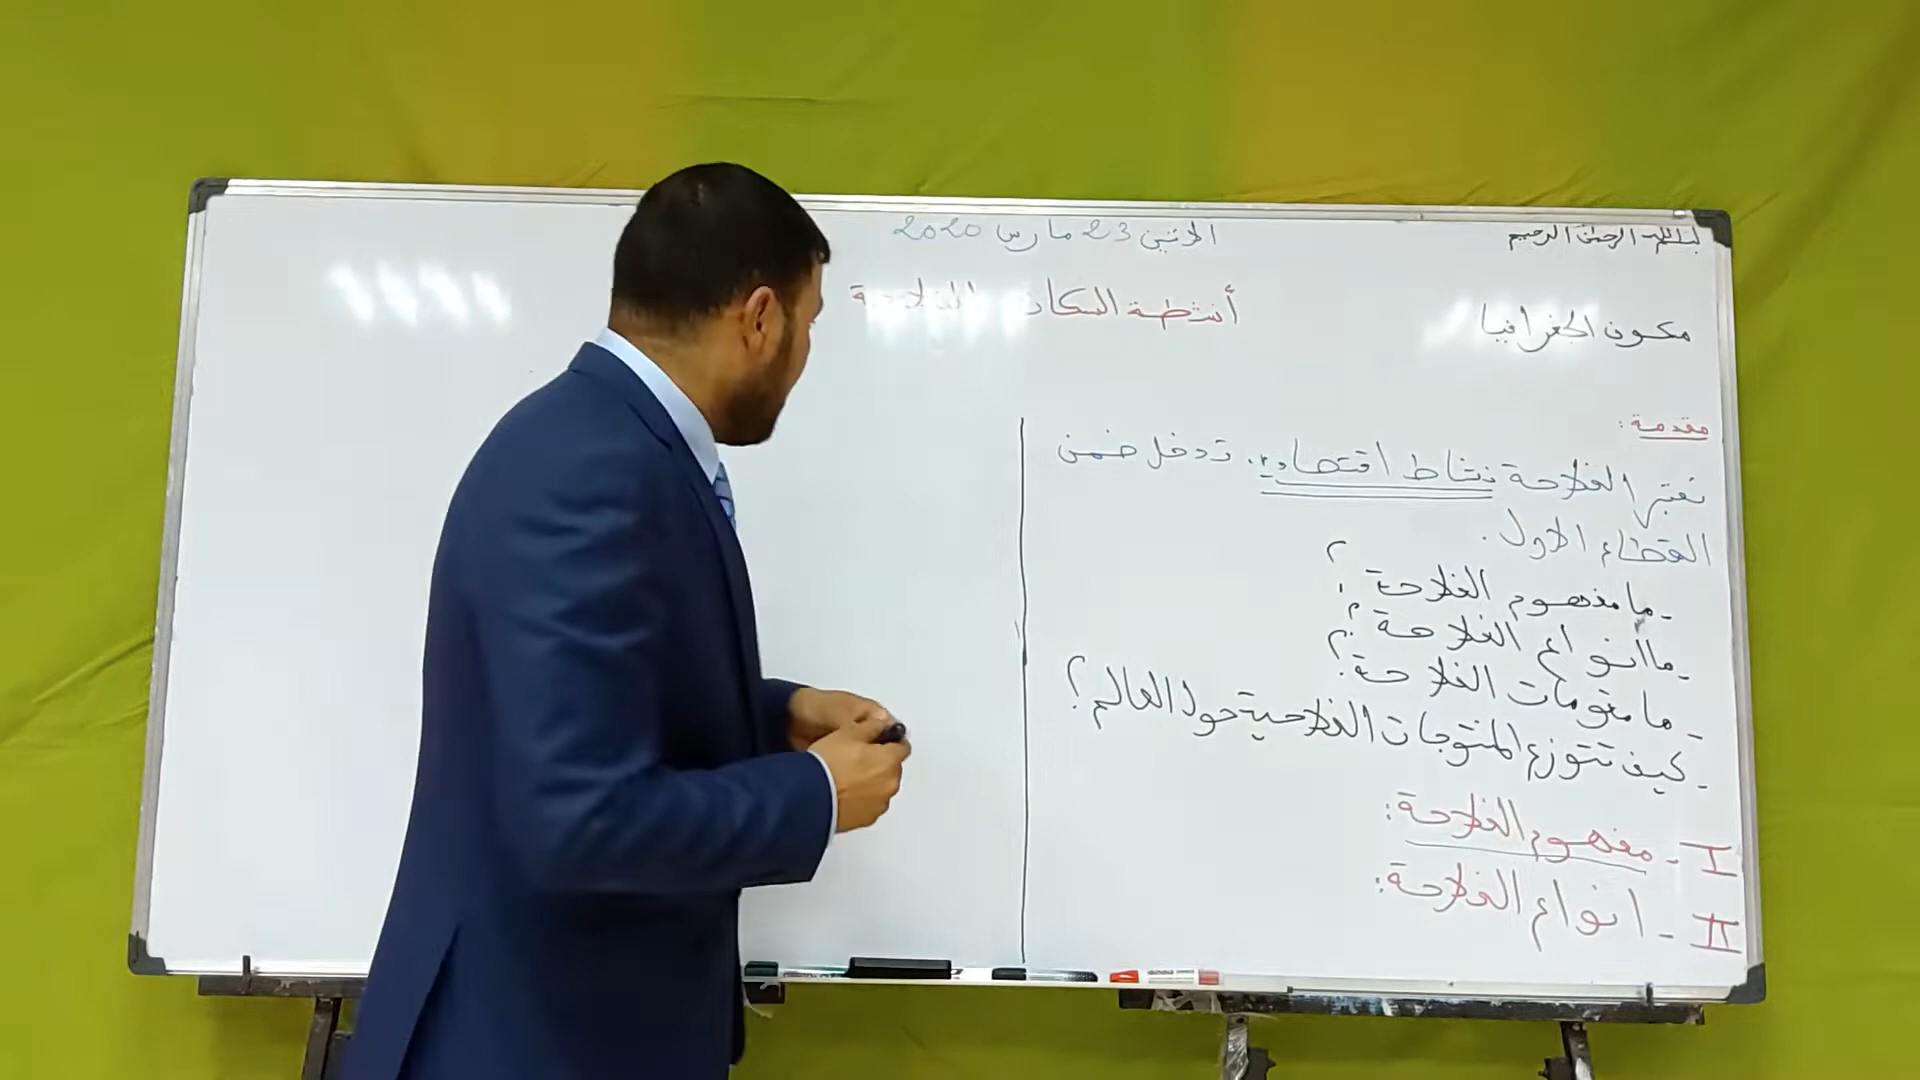 بسم الله الرحمن الرحيم
الاثنين 23 مارس 2020
مكون الجغرافيا
أنشطة السكان الفلاحة
مقدمة:
تعتبر الفلاحة نشاط اقتصادي، تدخل ضمن
القطاع الاول.
- ما مفهوم الفلاحة؟
- ما انواع الفلاحة؟
- ما مقومات الفلاحة؟
- كيف تتوزع المنتوجات الفلاحية حول العالم؟
I - مفهوم الفلاحة:
II - انواع الفلاحة: